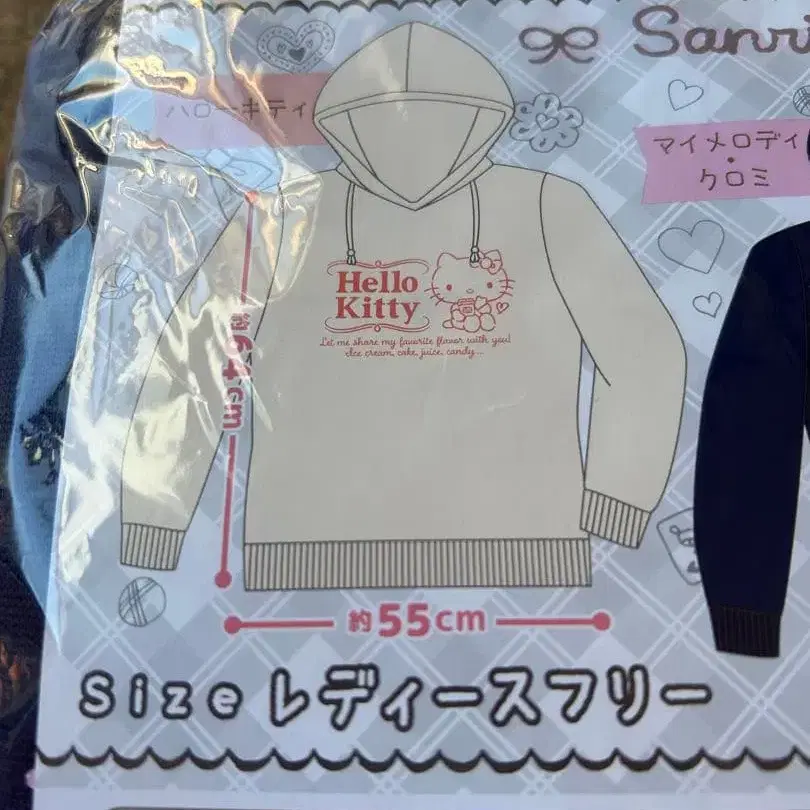 Sanri
ハローキティ
マイメロディ・
クロミ
Hello
Kitty
Let me share my favorite flavor with you!
Ice cream, cake, juice, candy...
約64cm
約55cm
Size レディースフリー